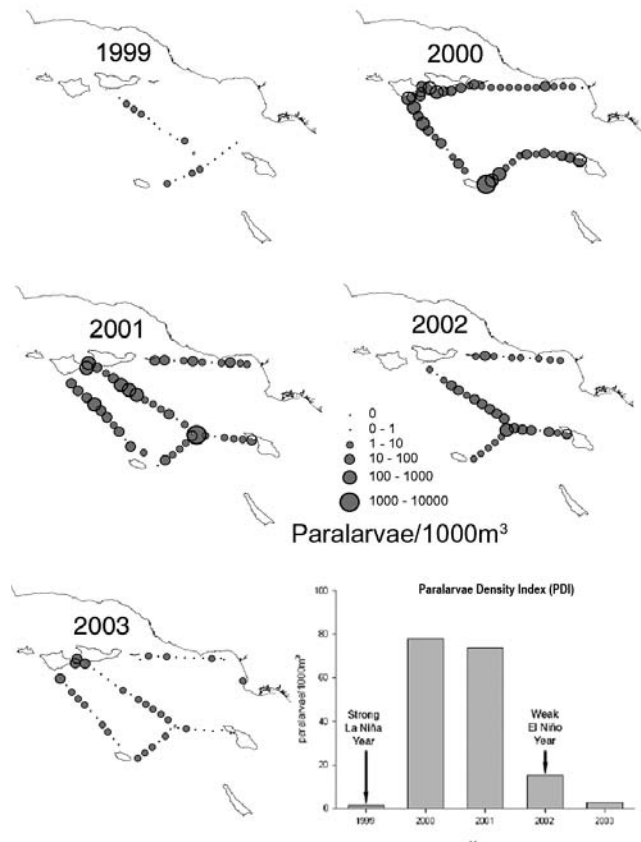 1999
2000
2001
2002
0
0 - 1
1 - 10
10 - 100
100 - 1000
1000 - 10000
Paralarvae/1000m³
2003
Paralarvae Density Index (PDI)
paralarvae/1000m³
100
80
60
40
20
0
Strong
La Niña
Year
Weak
El Niño
Year
1999
2000
2001
2002
2003